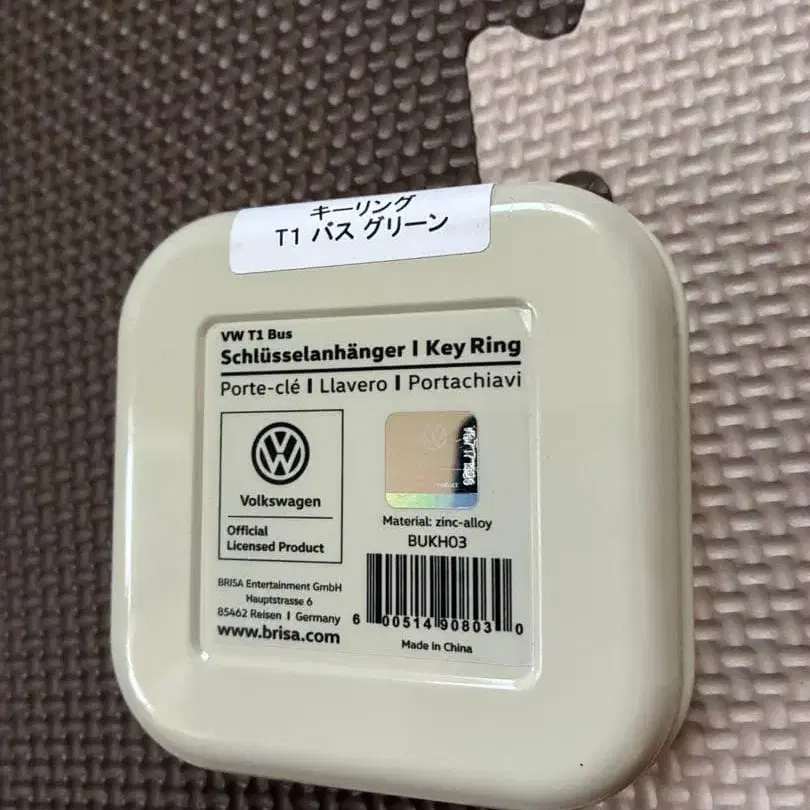 キーリング
T1 バス グリーン
VW T1 Bus
Schlüsselanhänger I Key Ring
Porte-clé I Llavero I Portachiavi
Volkswagen
Official
Licensed Product
Material: zinc-alloy
BUKH03
BRISA Entertainment GmbH
Hauptstrasse 6
85462 Reisen I Germany
www.brisa.com
6 00514 90803 0
Made in China